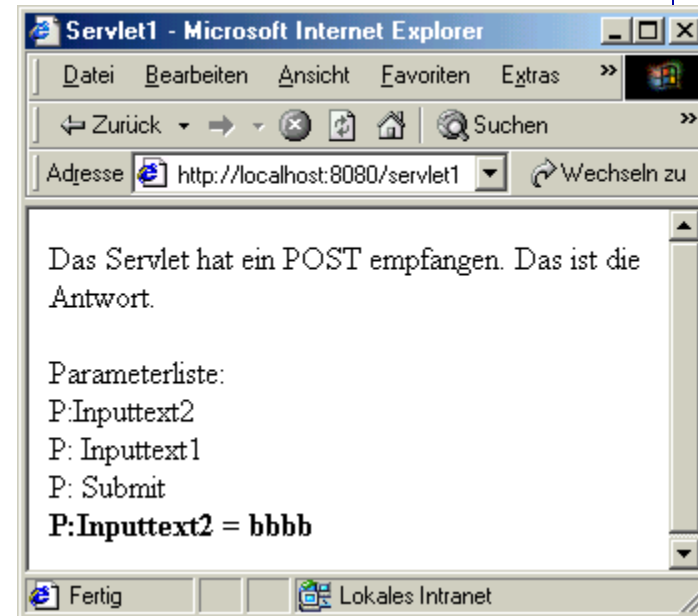 Servlet1 - Microsoft Internet Explorer
Datei Bearbeiten Ansicht Favoriten Extras »
Zurück Suchen »
Adresse http://localhost:8080/servlet1 Wechseln zu
Das Servlet hat ein POST empfangen. Das ist die
Antwort.
Parameterliste:
P:Inputtext2
P: Inputtext1
P: Submit
P:Inputtext2 = bbbb
Fertig Lokales Intranet